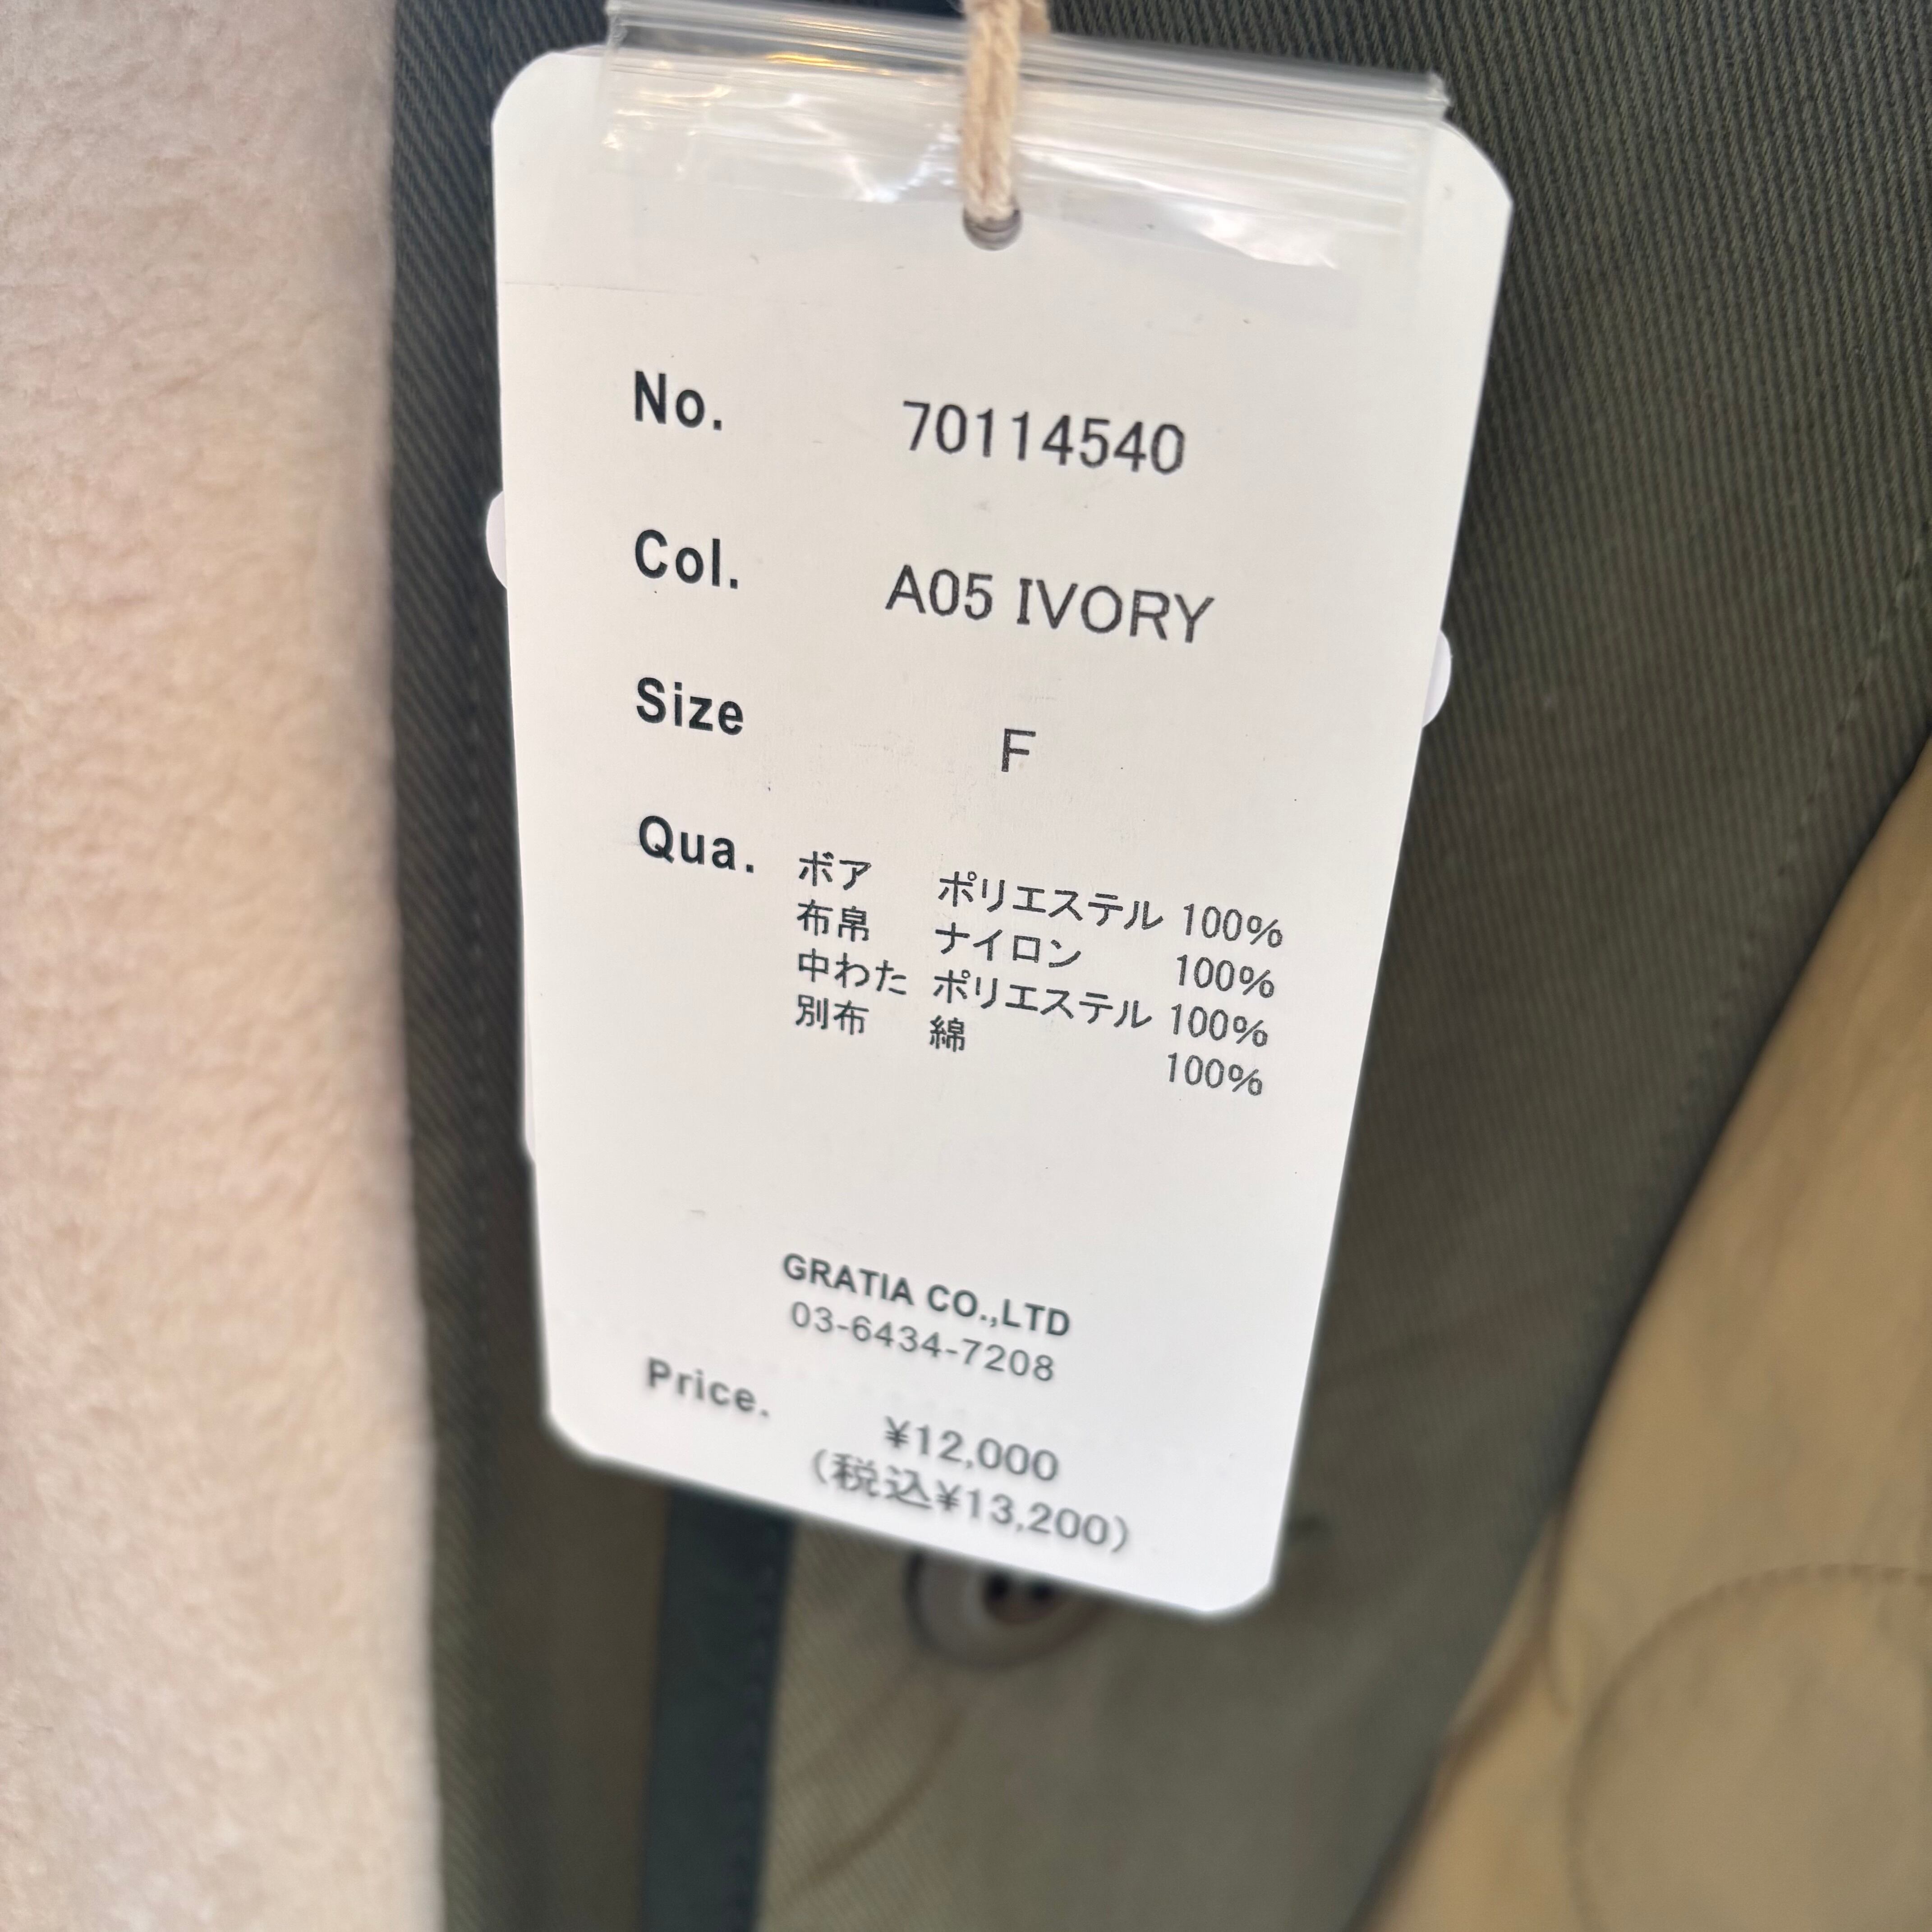 No. 70114540
Col. A05 IVORY
Size F
Qua. ボア ポリエステル 100%
布帛 ナイロン 100%
中わた ポリエステル 100%
別布 綿 100%
GRATIA CO.,LTD
03-6434-7208
Price. ¥12,000
(税込¥13,200)